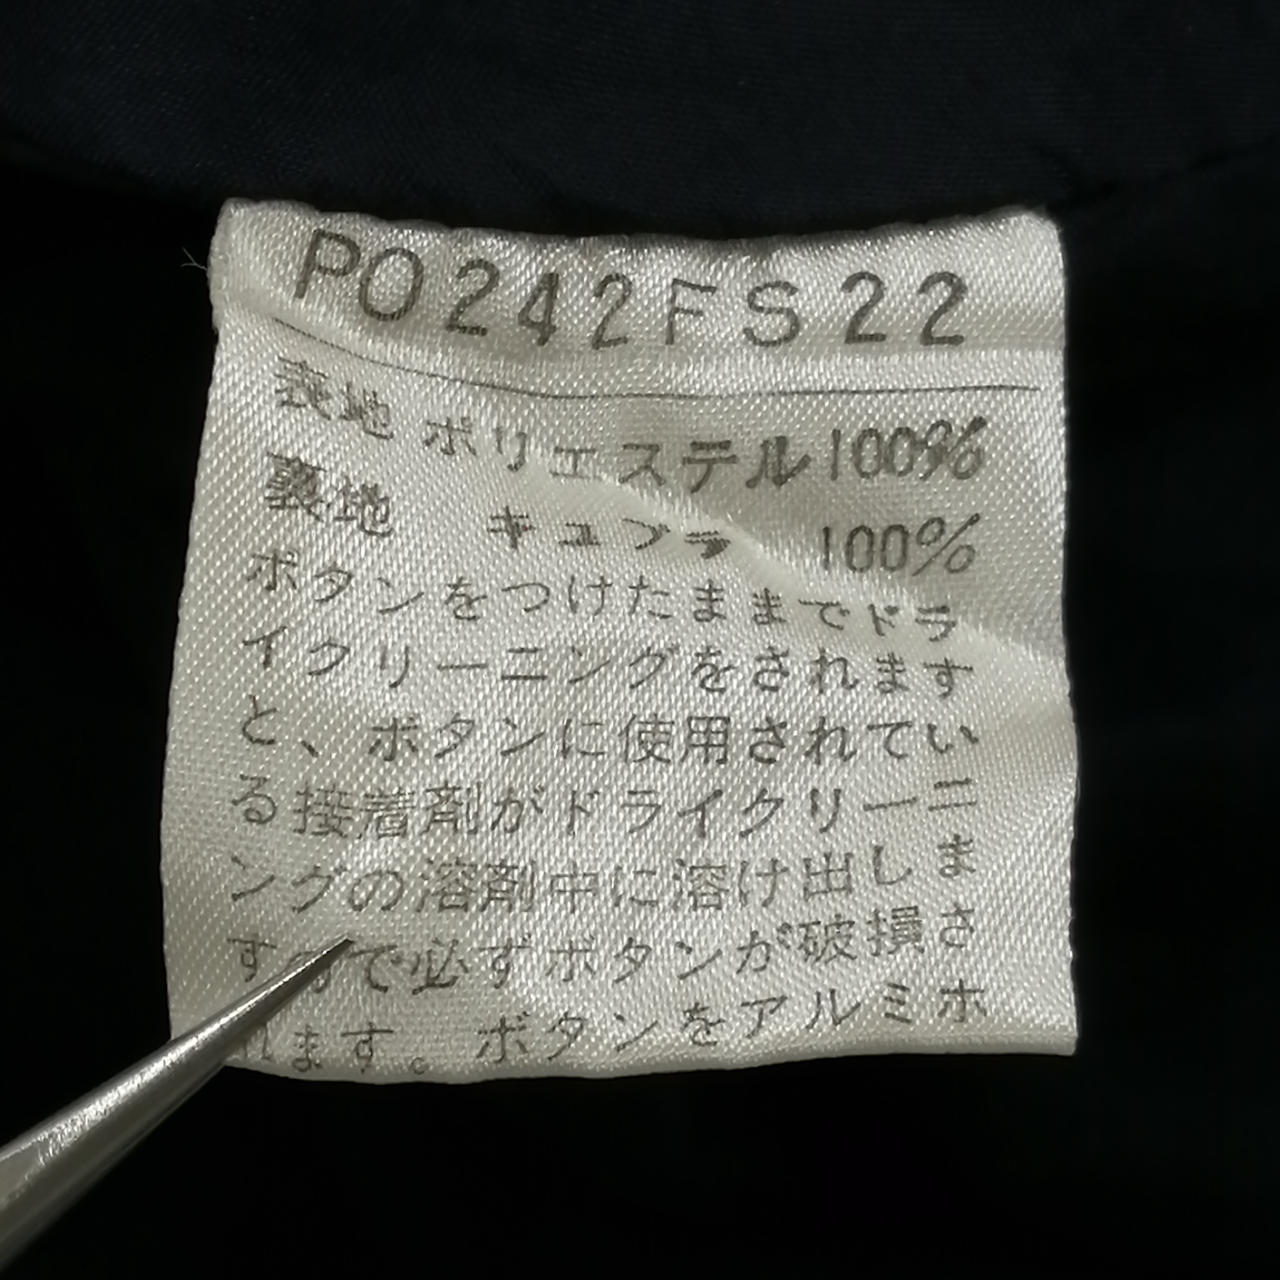 PO242FS22
表地 ポリエステル100%
裏地 キュプラ 100%
ボタンをつけたままでドラ
イクリーニングをされます
と、ボタンに使用されてい
る接着剤がドライクリーニ
ングの溶剤中に溶け出しま
すので必ずボタンが破損さ
れます。ボタンをアルミホ